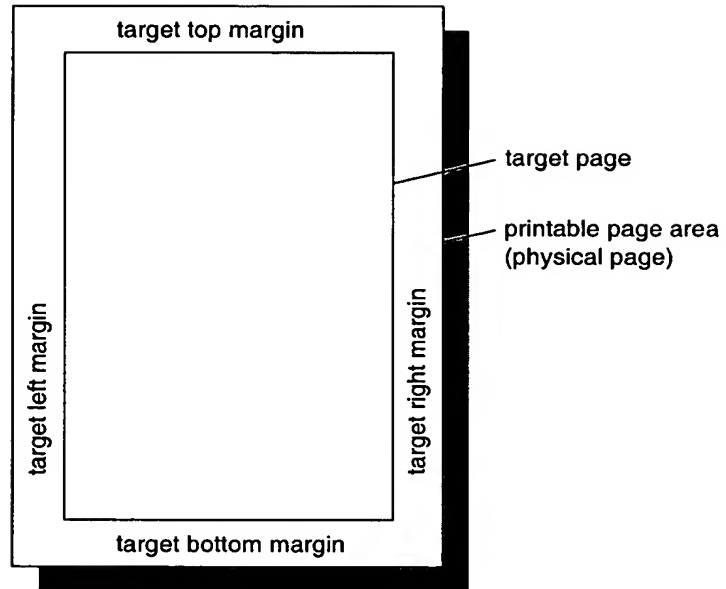 target top margin
target page
printable page area
(physical page)
target left margin
target right margin
target bottom margin